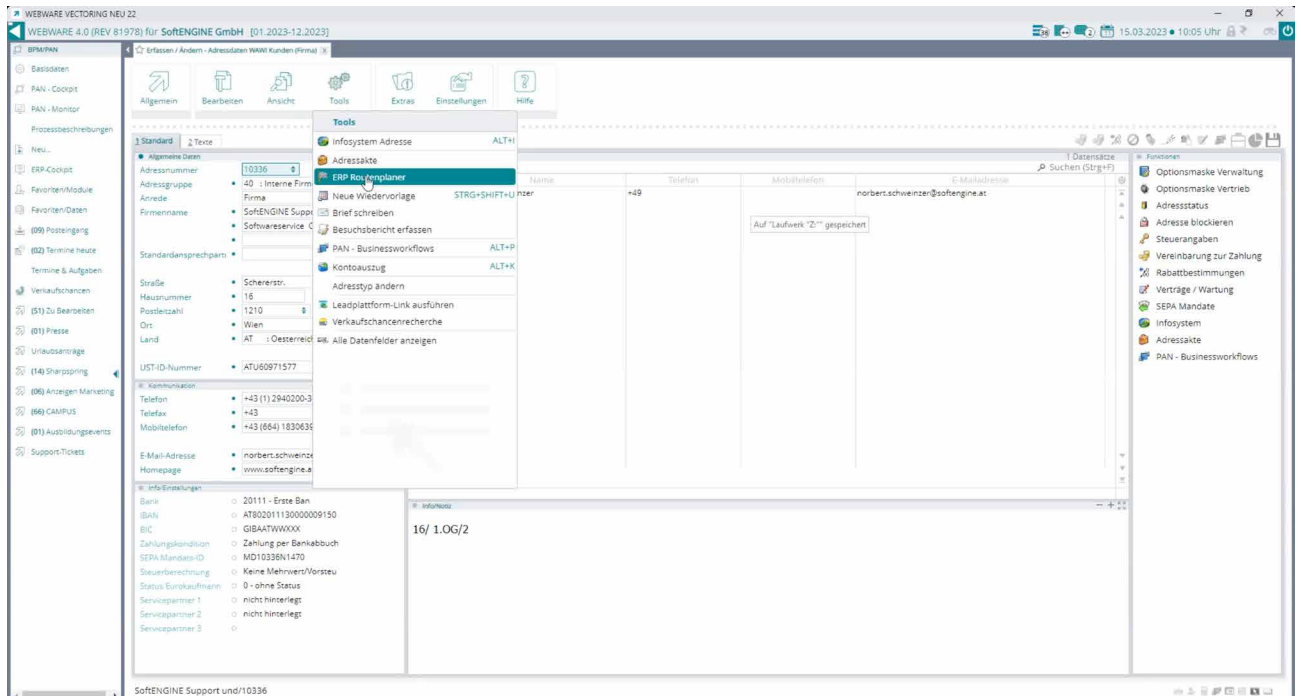 WEBWARE VECTORING NEU 22
WEBWARE 4.0 (REV 81978) für SoftENGINE GmbH [01.2023-12.2023]
15.03.2023 ● 10:05 Uhr
BPM/PAN
Erfassen / Ändern - Adressdaten WAWI Kunden (Firma)
Basisdaten
PAN - Cockpit
PAN - Monitor
Prozessbeschreibungen
Neu...
ERP-Cockpit
Favoriten/Module
Favoriten/Daten
(09) Posteingang
(02) Termine heute
Termine & Aufgaben
Verkaufschancen
(51) Zu Bearbeiten
(01) Presse
Urlaubsanträge
(14) Sharpspring
(06) Anzeigen Marketing
(66) CAMPUS
(01) Ausbildungsevents
Support-Tickets
Allgemein
Bearbeiten
Ansicht
Tools
Extras
Einstellungen
Hilfe
1 Standard
2 Texte
Allgemeine Daten
Adressnummer 10336
Adressgruppe 40 : Interne Firm
Anrede Firma
Firmenname SoftENGINE Supp
Softwareservice
Standardansprechpart
Straße Schererstr.
Hausnummer 16
Postleitzahl 1210
Ort Wien
Land AT : Oesterreich
UST-ID-Nummer ATU60971577
Kommunikation
Telefon +43 (1) 2940200-3
Telefax +43
Mobiltelefon +43 (664) 1830639
E-Mail-Adresse norbert.schweinze
Homepage www.softengine.a
Info/Einstellungen
Bank 20111 - Erste Ban
IBAN AT802011130000009150
BIC GIBAATWWXXX
Zahlungskondition Zahlung per Bankabbuch
SEPA Mandats-ID MD10336N1470
Steuerberechnung Keine Mehrwert/Vorsteu
Status Eurokaufmann 0 - ohne Status
Servicepartner 1 nicht hinterlegt
Servicepartner 2 nicht hinterlegt
Servicepartner 3
Tools
Infosystem Adresse ALT+I
Adressakte
ERP Routenplaner
Neue Wiedervorlage STRG+SHIFT+U
Brief schreiben
Besuchsbericht erfassen
PAN - Businessworkflows ALT+P
Kontoauszug ALT+K
Adresstyp ändern
Leadplattform-Link ausführen
Verkaufschancenrecherche
Alle Datenfelder anzeigen
1 Datensätze
Suchen (Strg+F)
Name Telefon Mobiltelefon E-Mailadresse
nzer +49 norbert.schweinzer@softengine.at
Auf "Laufwerk "Z:"" gespeichert
Info/Notiz
16/ 1.OG/2
Funktionen
Optionsmaske Verwaltung
Optionsmaske Vertrieb
Adressstatus
Adresse blockieren
Steuerangaben
Vereinbarung zur Zahlung
Rabattbestimmungen
Verträge / Wartung
SEPA Mandate
Infosystem
Adressakte
PAN - Businessworkflows
SoftENGINE Support und/10336